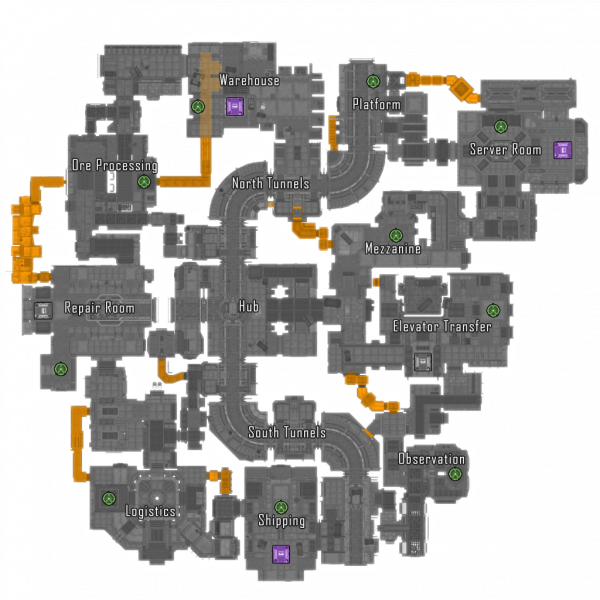 Warehouse
Platform
Server Room
Ore Processing
North Tunnels
Mezzanine
Repair Room
Hub
Elevator Transfer
South Tunnels
Observation
Logistics
Shipping